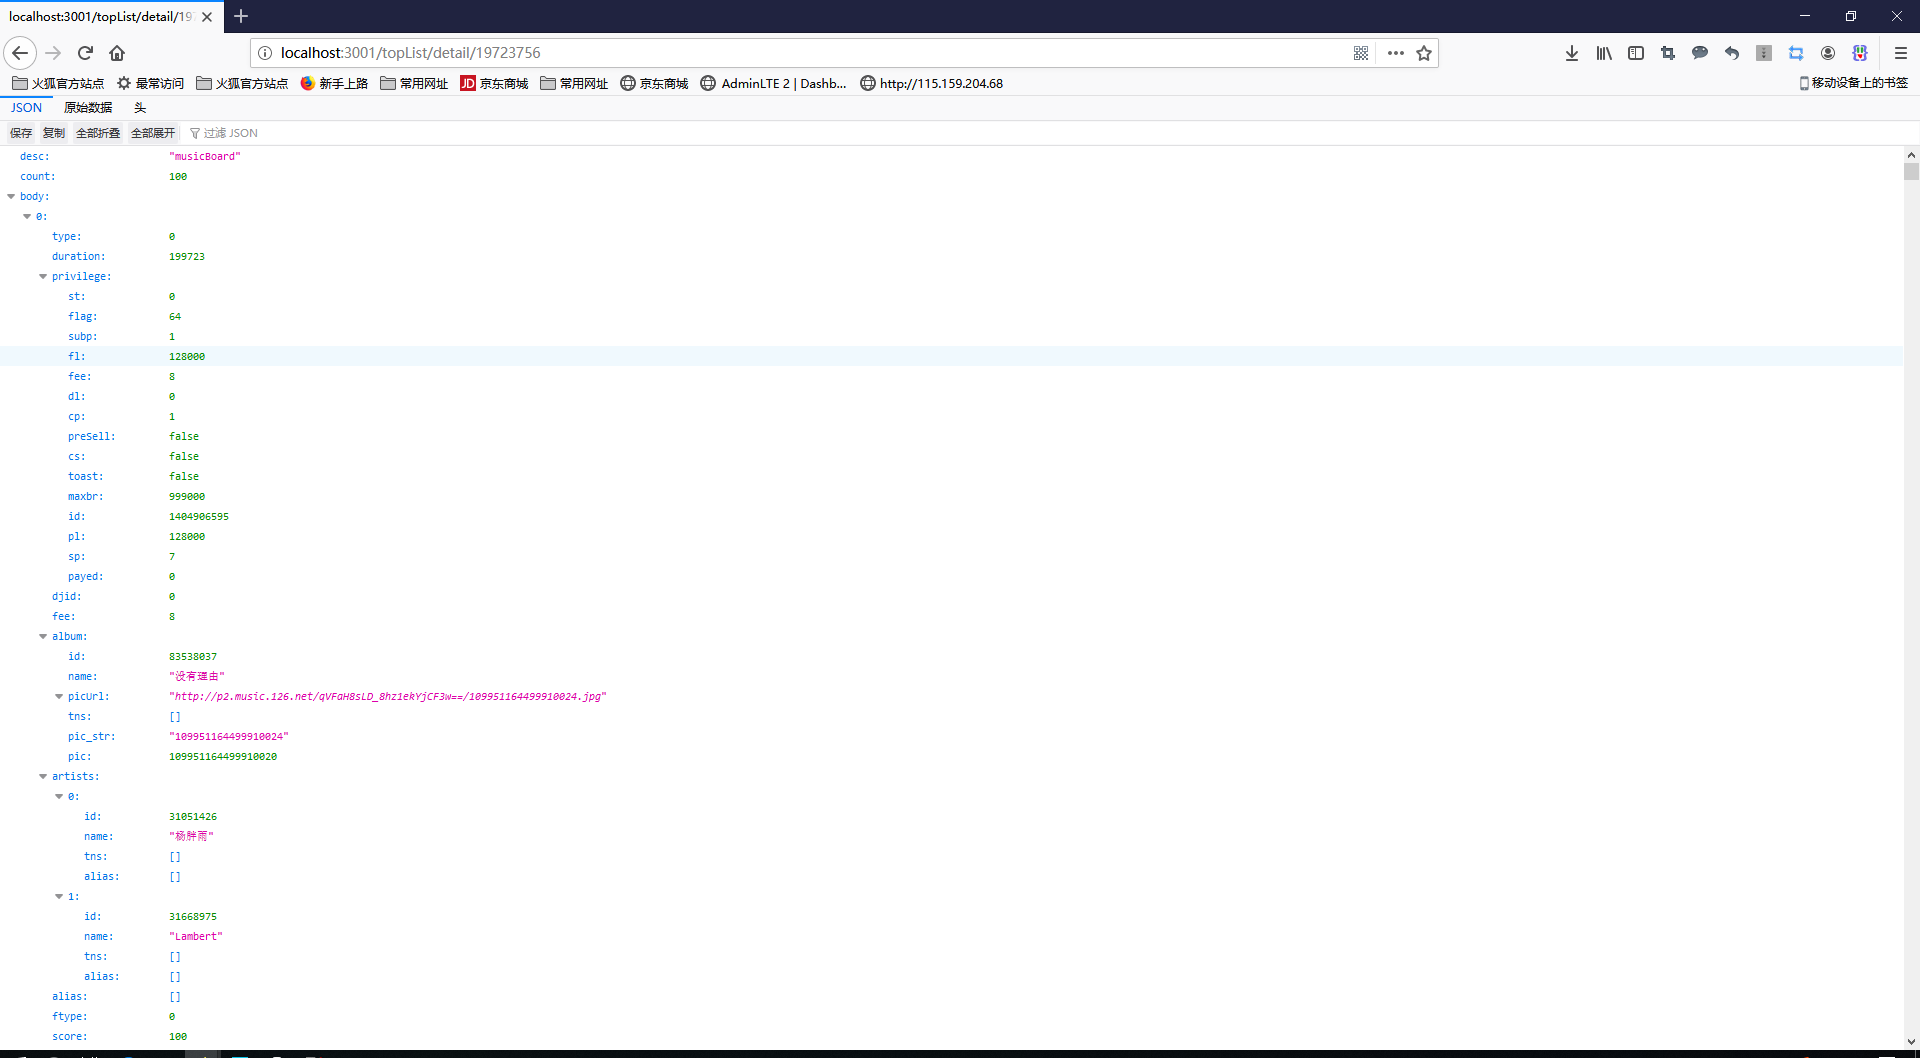 localhost:3001/topList/detail/19
localhost:3001/topList/detail/19723756
火狐官方站点 最常访问 火狐官方站点 新手上路 常用网址 JD 京东商城 常用网址 京东商城 AdminLTE 2 | Dashb... http://115.159.204.68 移动设备上的书签
JSON 原始数据 头
保存 复制 全部折叠 全部展开 过滤 JSON
desc: "musicBoard"
count: 100
body:
0:
type: 0
duration: 199723
privilege:
st: 0
flag: 64
subp: 1
fl: 128000
fee: 8
dl: 0
cp: 1
preSell: false
cs: false
toast: false
maxbr: 999000
id: 1404906595
pl: 128000
sp: 7
payed: 0
djid: 0
fee: 8
album:
id: 83538037
name: "没有理由"
picUrl: "http://p2.music.126.net/qVFaH8sLD_8hz1ekYjCF3w==/109951164499910024.jpg"
tns: []
pic_str: "109951164499910024"
pic: 109951164499910020
artists:
0:
id: 31051426
name: "杨胖雨"
tns: []
alias: []
1:
id: 31668975
name: "Lambert"
tns: []
alias: []
alias: []
ftype: 0
score: 100